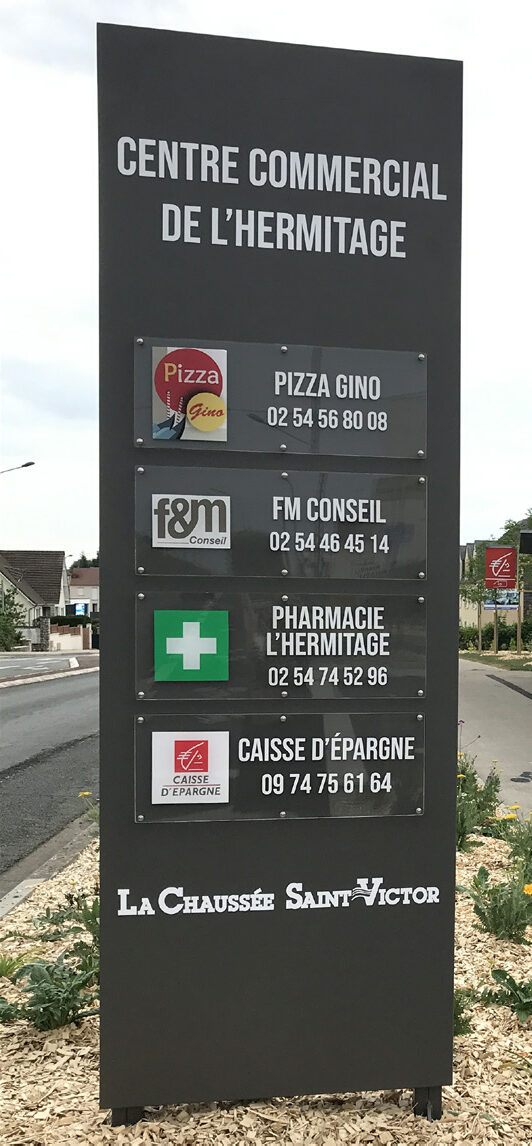 CENTRE COMMERCIAL
DE L'HERMITAGE
Pizza
Gino
PIZZA GINO
02 54 56 80 08
f&m
Conseil
FM CONSEIL
02 54 46 45 14
PHARMACIE
L'HERMITAGE
02 54 74 52 96
CAISSE
D'EPARGNE
CAISSE D'ÉPARGNE
09 74 75 61 64
LA CHAUSSÉE SAINT-VICTOR